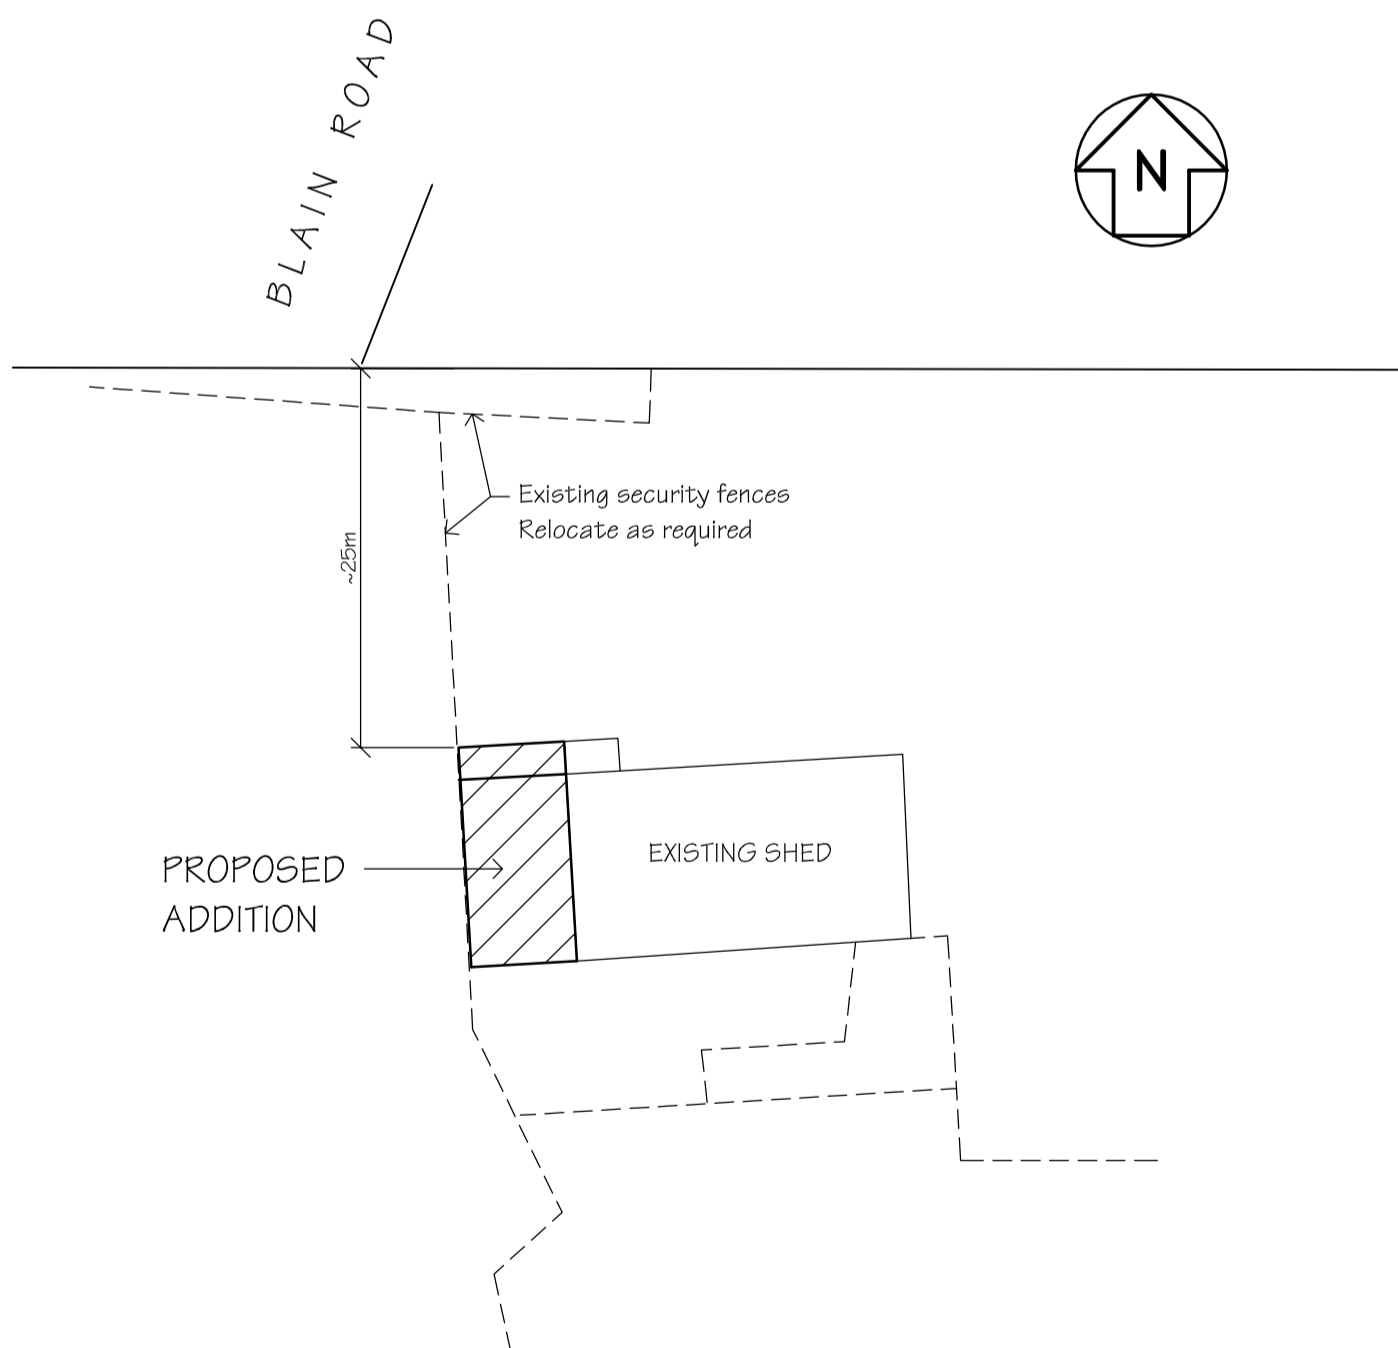 BLAIN ROAD
N
Existing security fences
Relocate as required
~25m
EXISTING SHED
PROPOSED
ADDITION